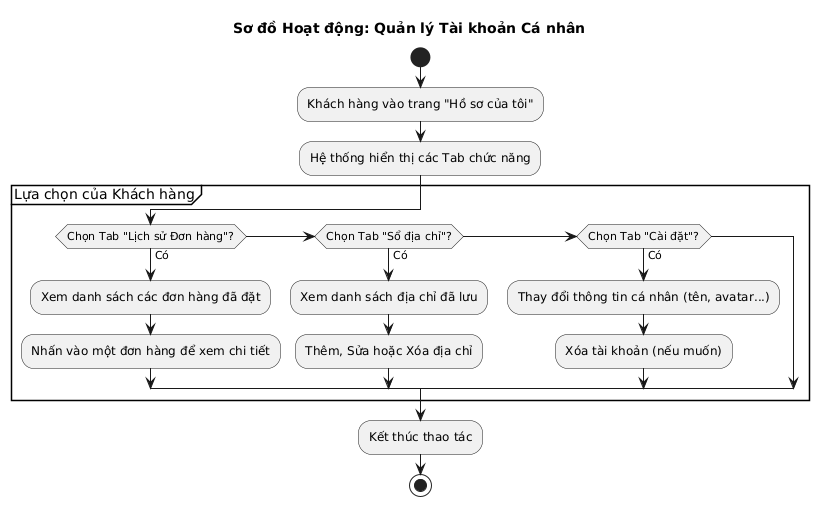 Sơ đồ Hoạt động: Quản lý Tài khoản Cá nhân
Khách hàng vào trang "Hồ sơ của tôi"
Hệ thống hiển thị các Tab chức năng
Lựa chọn của Khách hàng
Chọn Tab "Lịch sử Đơn hàng"?
Có
Xem danh sách các đơn hàng đã đặt
Nhấn vào một đơn hàng để xem chi tiết
Chọn Tab "Sổ địa chỉ"?
Có
Xem danh sách địa chỉ đã lưu
Thêm, Sửa hoặc Xóa địa chỉ
Chọn Tab "Cài đặt"?
Có
Thay đổi thông tin cá nhân (tên, avatar...)
Xóa tài khoản (nếu muốn)
Kết thúc thao tác